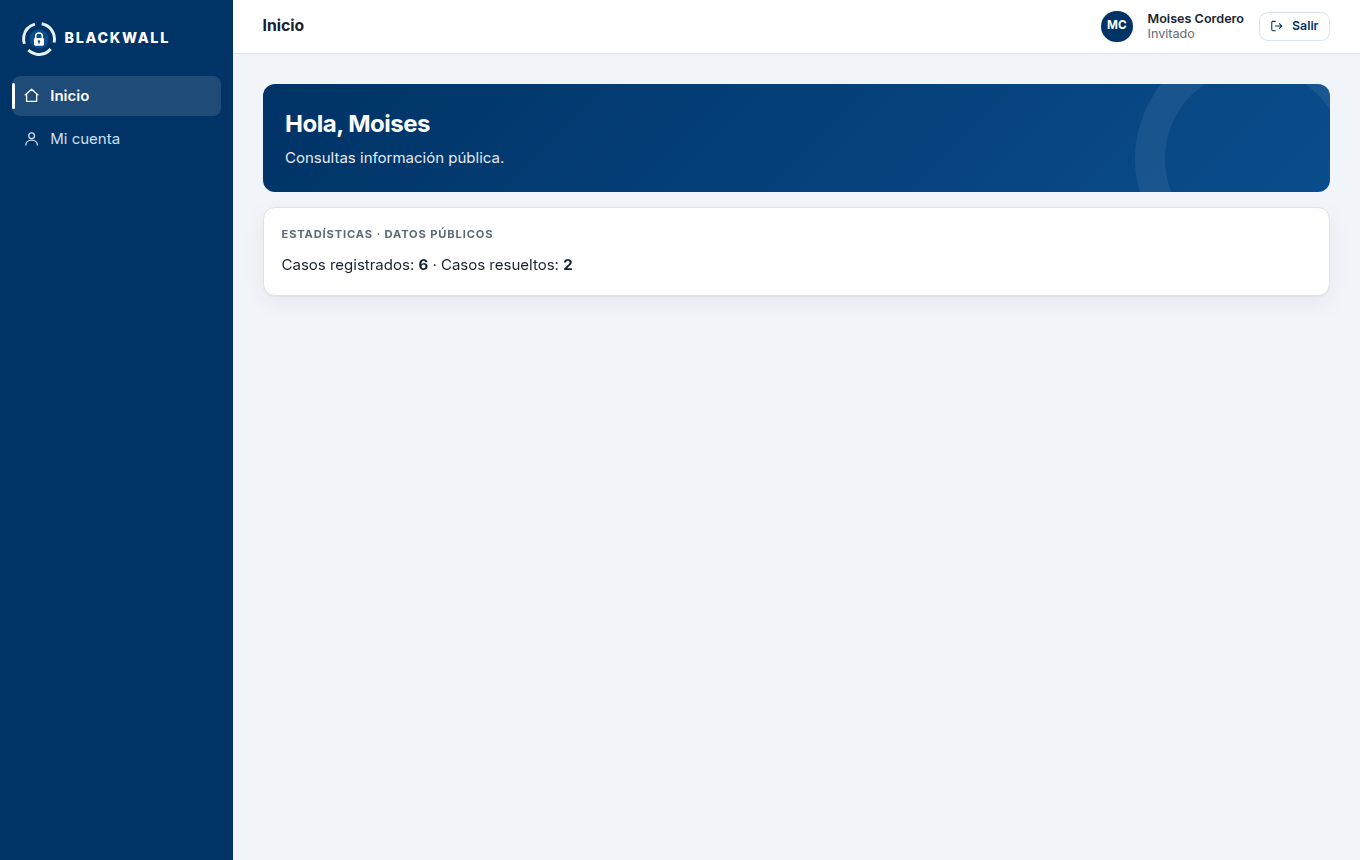 BLACKWALL
Inicio
Mi cuenta
Inicio
MC
Moises Cordero
Invitado
Salir
Hola, Moises
Consultas información pública.
ESTADÍSTICAS · DATOS PÚBLICOS
Casos registrados: 6 · Casos resueltos: 2